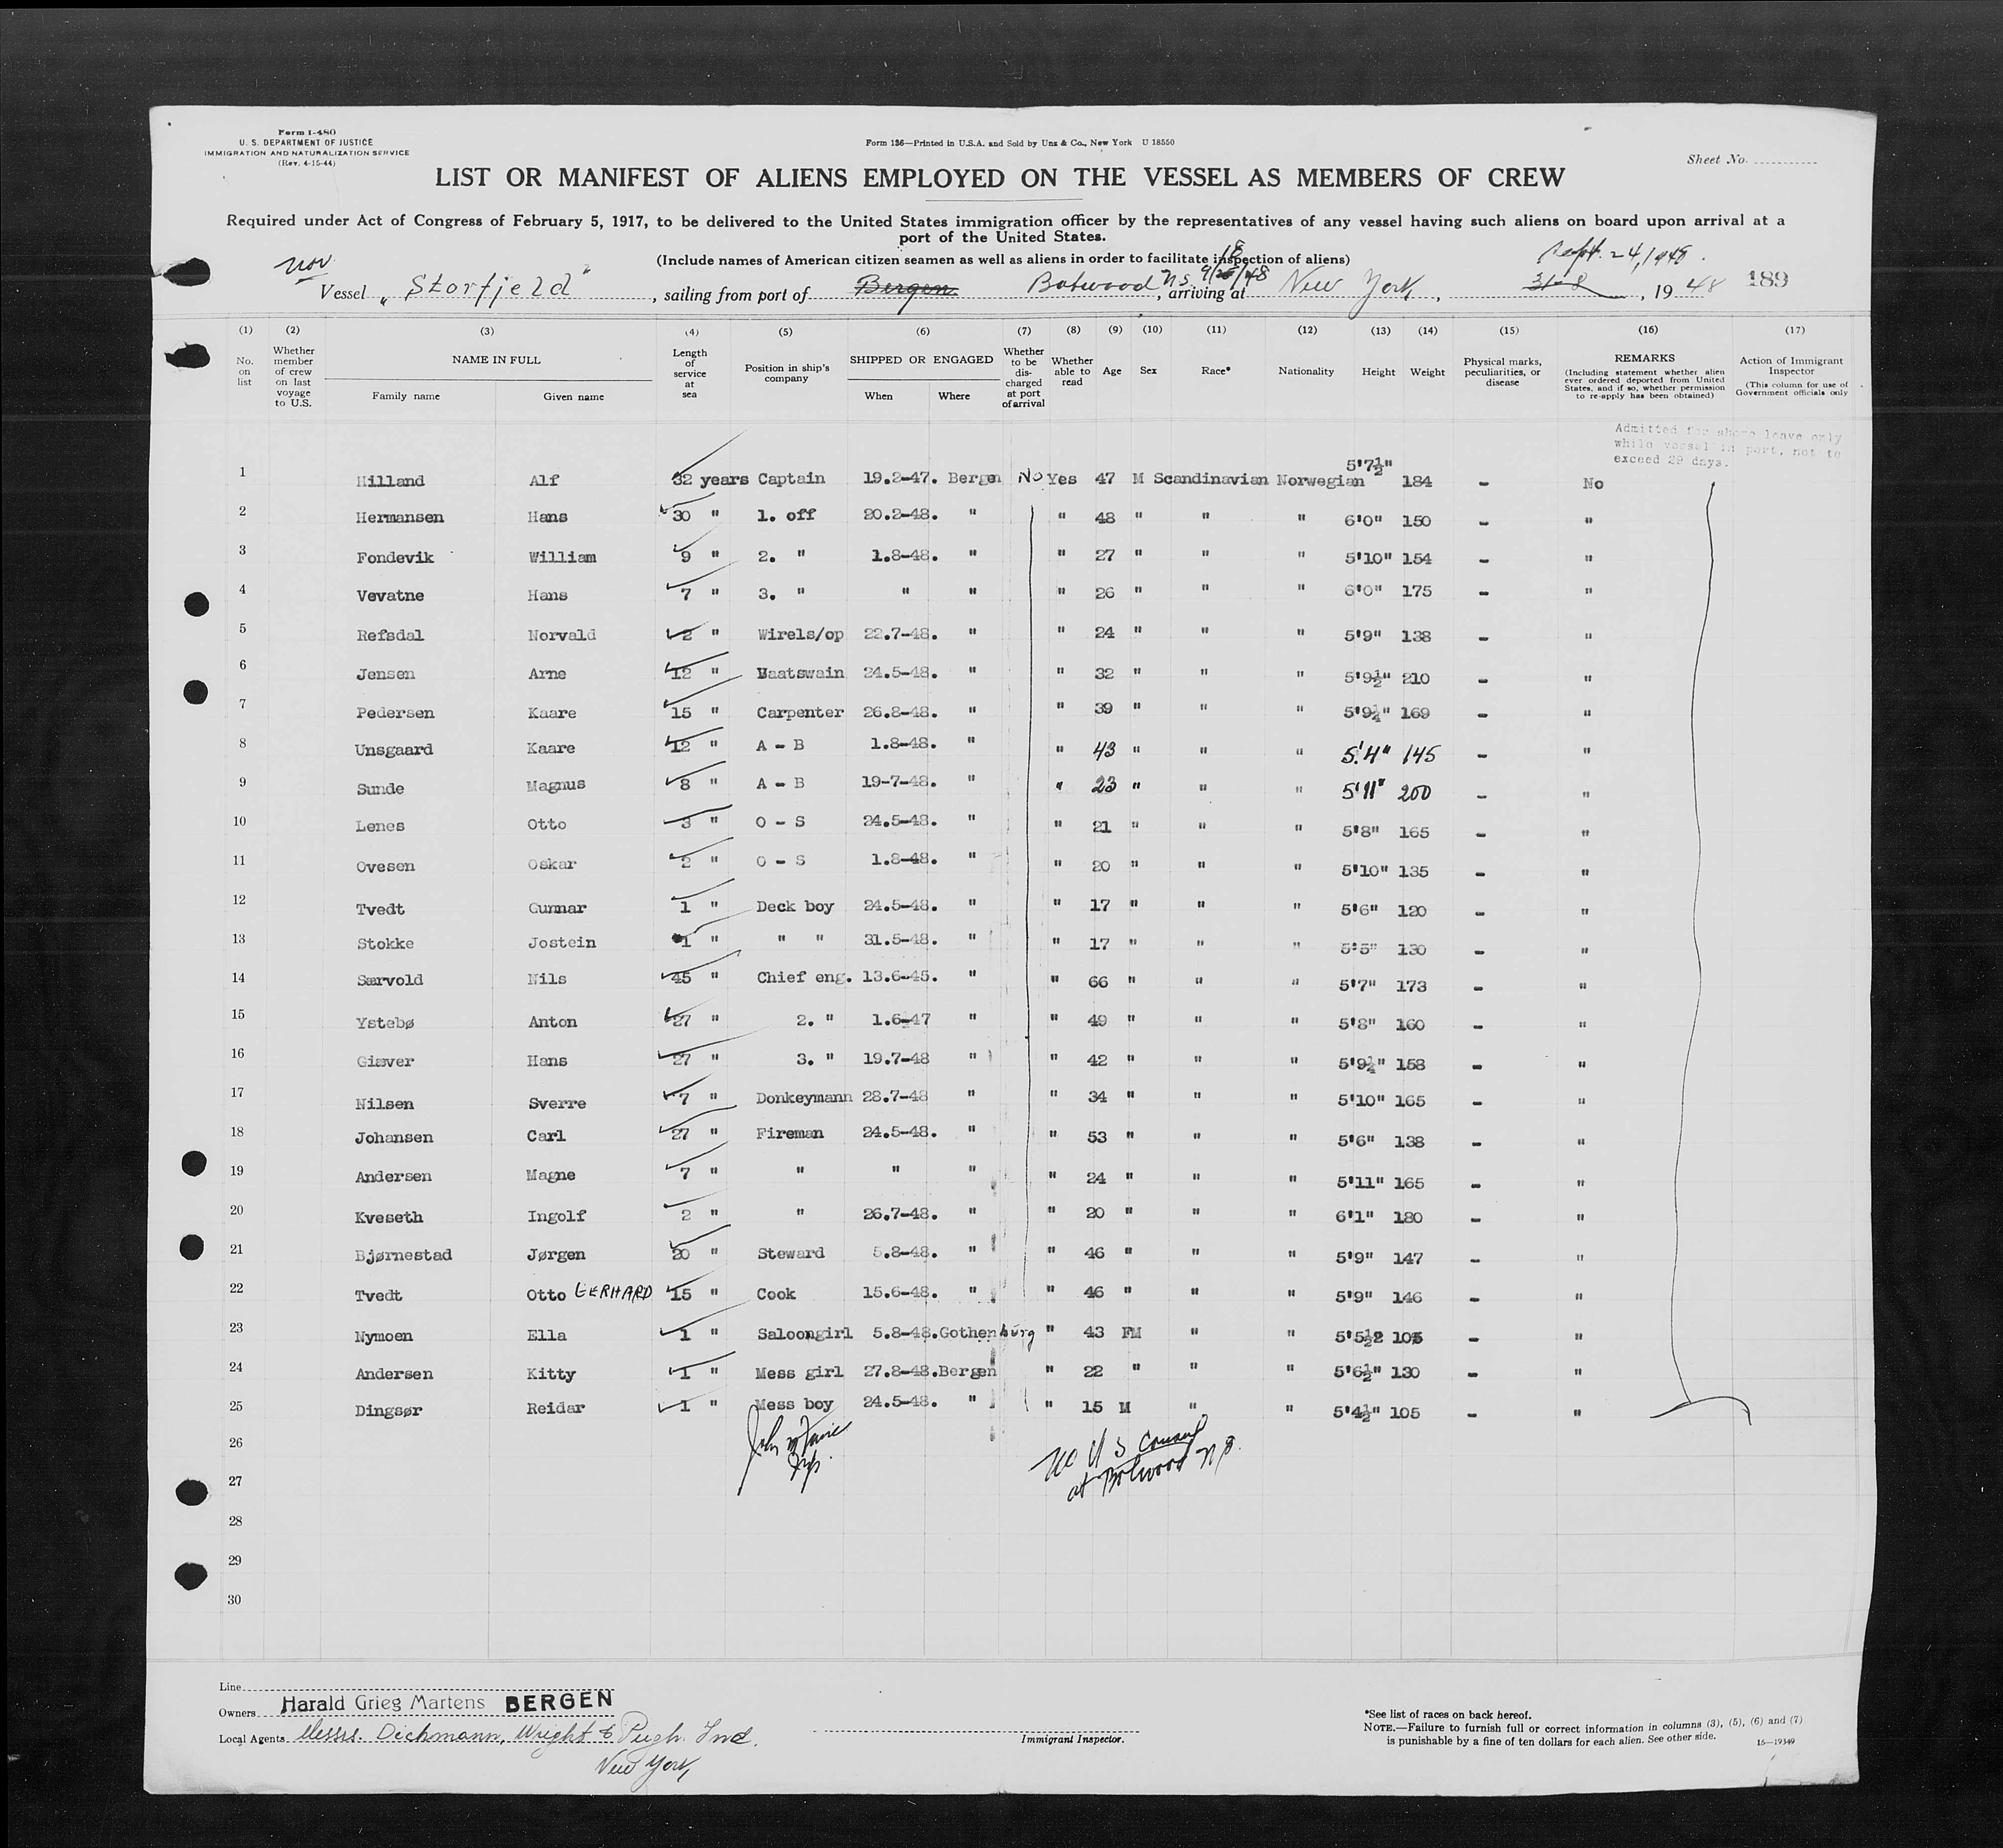 Form I-480
U. S. DEPARTMENT OF JUSTICE
IMMIGRATION AND NATURALIZATION SERVICE
(Rev. 4-15-44)
Form 136—Printed in U.S.A. and Sold by Unz & Co., New York U 18550
Sheet No.
LIST OR MANIFEST OF ALIENS EMPLOYED ON THE VESSEL AS MEMBERS OF CREW
Required under Act of Congress of February 5, 1917, to be delivered to the United States immigration officer by the representatives of any vessel having such aliens on board upon arrival at a
port of the United States.
(Include names of American citizen seamen as well as aliens in order to facilitate inspection of aliens)
Sept. 24, 1948.
Nov.
Vessel „ Storfjeld", sailing from port of Bergen Botwood, arriving at New York, 31-8, 1948 189
(1) (2) (3) (4) (5) (6) (7) (8) (9) (10) (11) (12) (13) (14) (15) (16) (17)
No. on list
Whether member of crew on last voyage to U.S.
NAME IN FULL
Family name Given name
Length of service at sea
Position in ship's company
SHIPPED OR ENGAGED
When Where
Whether to be discharged at port of arrival
Whether able to read
Age
Sex
Race*
Nationality
Height
Weight
Physical marks, peculiarities, or disease
REMARKS
(Including statement whether alien ever ordered deported from United States, and if so, whether permission to re-apply has been obtained)
Action of Immigrant Inspector
(This column for use of Government officials only
Admitted for shore leave only
while vessel in port, not to
exceed 29 days.
1 Hilland Alf 32 years Captain 19.2-47. Bergen No Yes 47 M Scandinavian Norwegian 5'7½" 184 - No
2 Hermansen Hans 30 " 1. off 20.2-48. " " 48 " " " 6'0" 150 - "
3 Fondevik William 9 " 2. " 1.8-48. " " 27 " " " 5'10" 154 - "
4 Vevatne Hans 7 " 3. " " " " 26 " " " 6'0" 175 - "
5 Refsdal Norvald 2 " Wirels/op 22.7-48. " " 24 " " " 5'9" 138 - "
6 Jensen Arne 12 " Baatswain 24.5-48. " " 32 " " " 5'9½" 210 - "
7 Pedersen Kaare 15 " Carpenter 26.8-48. " " 39 " " " 5'9¼" 169 - "
8 Unsgaard Kaare 12 " A - B 1.8-48. " " 43 " " " 5'4" 145 - "
9 Sunde Magnus 8 " A - B 19-7-48. " " 23 " " " 5'11" 200 - "
10 Lenes Otto 3 " O - S 24.5-48. " " 21 " " " 5'8" 165 - "
11 Ovesen Oskar 2 " O - S 1.8-48. " " 20 " " " 5'10" 135 - "
12 Tvedt Gunnar 1 " Deck boy 24.5-48. " " 17 " " " 5'6" 120 - "
13 Stokke Jostein 1 " " " 31.5-48. " " 17 " " " 5'5" 130 - "
14 Særvold Nils 45 " Chief eng. 13.6-45. " " 66 " " " 5'7" 173 - "
15 Ystebø Anton 27 " 2. " 1.6-47 " " 49 " " " 5'8" 160 - "
16 Giæver Hans 27 " 3. " 19.7-48 " " 42 " " " 5'9¼" 158 - "
17 Nilsen Sverre 7 " Donkeymann 28.7-48 " " 34 " " " 5'10" 165 - "
18 Johansen Carl 27 " Fireman 24.5-48. " " 53 " " " 5'6" 138 - "
19 Andersen Magne 7 " " " " " 24 " " " 5'11" 165 - "
20 Kveseth Ingolf 2 " " 26.7-48. " " 20 " " " 6'1" 180 - "
21 Bjørnestad Jørgen 20 " Steward 5.8-48. " " 46 " " " 5'9" 147 - "
22 Tvedt Otto GERHARD 15 " Cook 15.6-48. " " 46 " " " 5'9" 146 - "
23 Nymoen Ella 1 " Saloongirl 5.8-48. Gothenburg " 43 FM " " 5'5½ 105 - "
24 Andersen Kitty 1 " Mess girl 27.8-48. Bergen " 22 " " " 5'6½" 130 - "
25 Dingsør Reidar 1 " Mess boy 24.5-48. " " 15 M " " 5'4½" 105 - "
26
27
28
29
30
No U S Consul
at Botwood
Line
Owners Harald Grieg Martens BERGEN
Local Agents Messrs. Dichmann, Wright & Pugh. Ind.
New York
Immigrant Inspector.
*See list of races on back hereof.
NOTE.—Failure to furnish full or correct information in columns (3), (5), (6) and (7)
is punishable by a fine of ten dollars for each alien. See other side.
15—19349